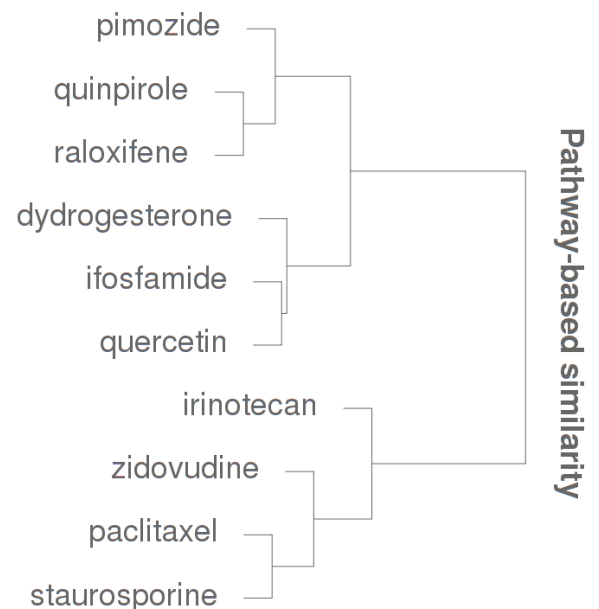 pimozide
quinpirole
raloxifene
dydrogesterone
ifosfamide
quercetin
irinotecan
zidovudine
paclitaxel
staurosporine
Pathway-based similarity